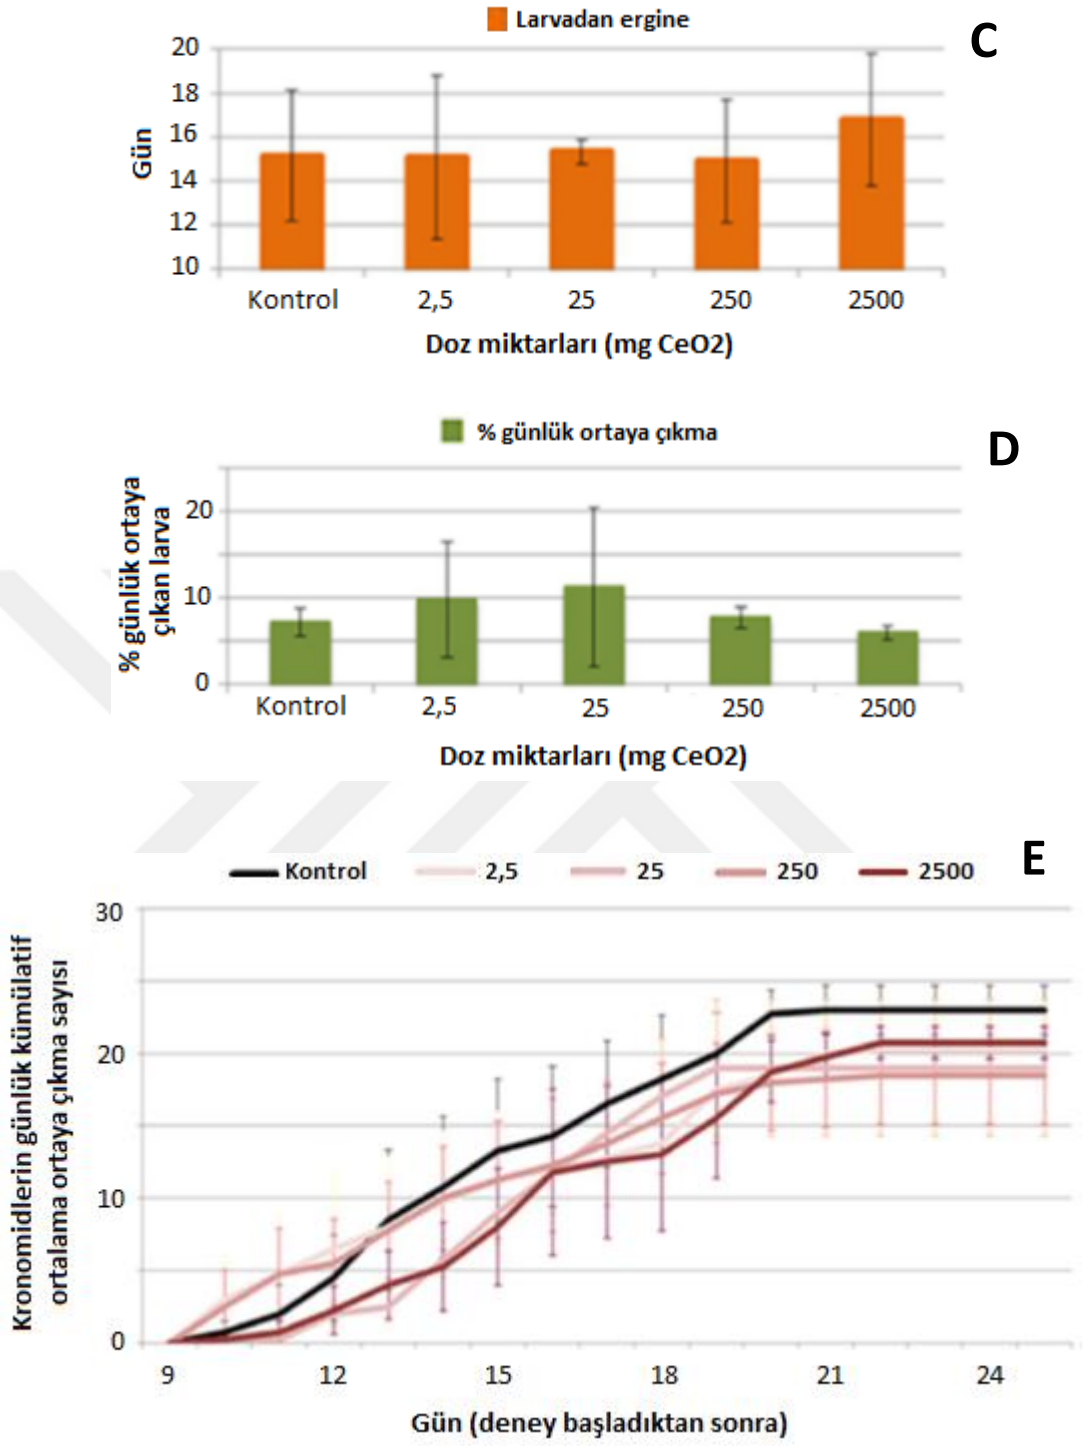 Larvadan ergine
C
20
18
16
14
12
10
Gün
Kontrol 2,5 25 250 2500
Doz miktarları (mg CeO2)
% günlük ortaya çıkma
D
% günlük ortaya
çıkan larva
20
10
0
Kontrol 2,5 25 250 2500
Doz miktarları (mg CeO2)
E
Kontrol 2,5 25 250 2500
Kronomidlerin günlük kümülatif
ortalama ortaya çıkma sayısı
30
20
10
0
9 12 15 18 21 24
Gün (deney başladıktan sonra)